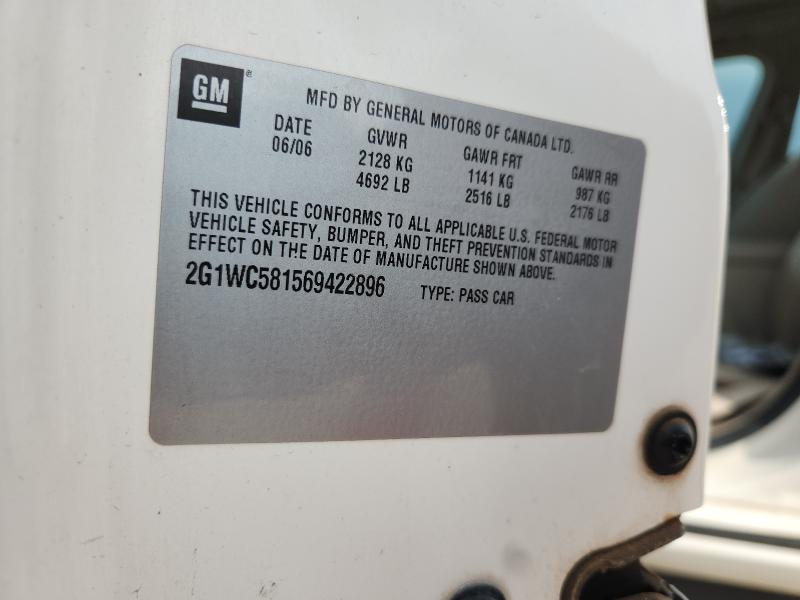 GM®
MFD BY GENERAL MOTORS OF CANADA LTD.
DATE GVWR GAWR FRT GAWR RR
06/06 2128 KG 1141 KG 987 KG
4692 LB 2516 LB 2176 LB
THIS VEHICLE CONFORMS TO ALL APPLICABLE U.S. FEDERAL MOTOR
VEHICLE SAFETY, BUMPER, AND THEFT PREVENTION STANDARDS IN
EFFECT ON THE DATE OF MANUFACTURE SHOWN ABOVE.
2G1WC581569422896 TYPE: PASS CAR